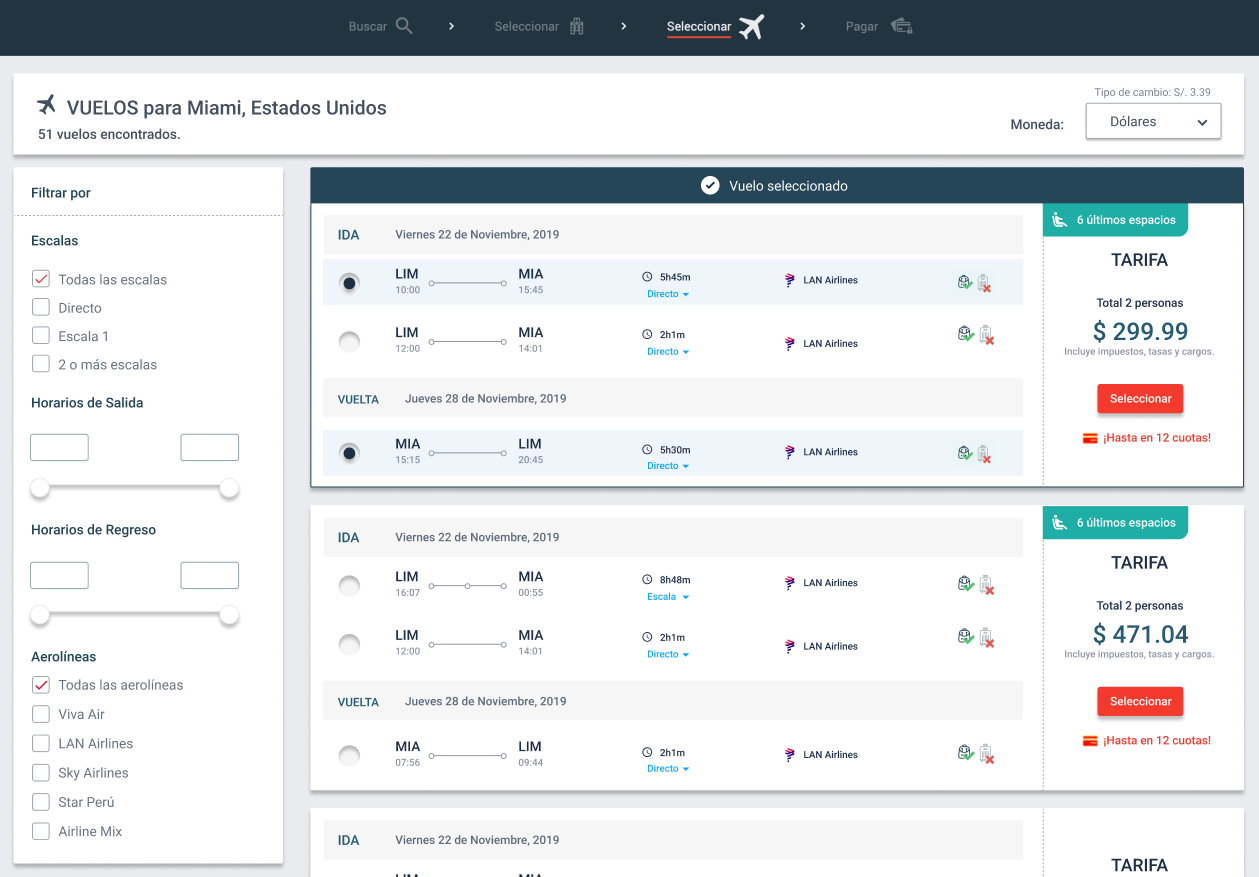 Buscar
Seleccionar
Seleccionar
Pagar
VUELOS para Miami, Estados Unidos
51 vuelos encontrados.
Tipo de cambio: S/. 3.39
Moneda:
Dólares
Filtrar por
Escalas
Todas las escalas
Directo
Escala 1
2 o más escalas
Horarios de Salida
Horarios de Regreso
Aerolíneas
Todas las aerolíneas
Viva Air
LAN Airlines
Sky Airlines
Star Perú
Airline Mix
Vuelo seleccionado
IDA Viernes 22 de Noviembre, 2019
LIM MIA
10:00 15:45
5h45m
Directo
LAN Airlines
LIM MIA
12:00 14:01
2h1m
Directo
LAN Airlines
VUELTA Jueves 28 de Noviembre, 2019
MIA LIM
15:15 20:45
5h30m
Directo
LAN Airlines
6 últimos espacios
TARIFA
Total 2 personas
$ 299.99
Incluye impuestos, tasas y cargos.
Seleccionar
¡Hasta en 12 cuotas!
IDA Viernes 22 de Noviembre, 2019
LIM MIA
16:07 00:55
8h48m
Escala
LAN Airlines
LIM MIA
12:00 14:01
2h1m
Directo
LAN Airlines
VUELTA Jueves 28 de Noviembre, 2019
MIA LIM
07:56 09:44
2h1m
Directo
LAN Airlines
6 últimos espacios
TARIFA
Total 2 personas
$ 471.04
Incluye impuestos, tasas y cargos.
Seleccionar
¡Hasta en 12 cuotas!
IDA Viernes 22 de Noviembre, 2019
TARIFA